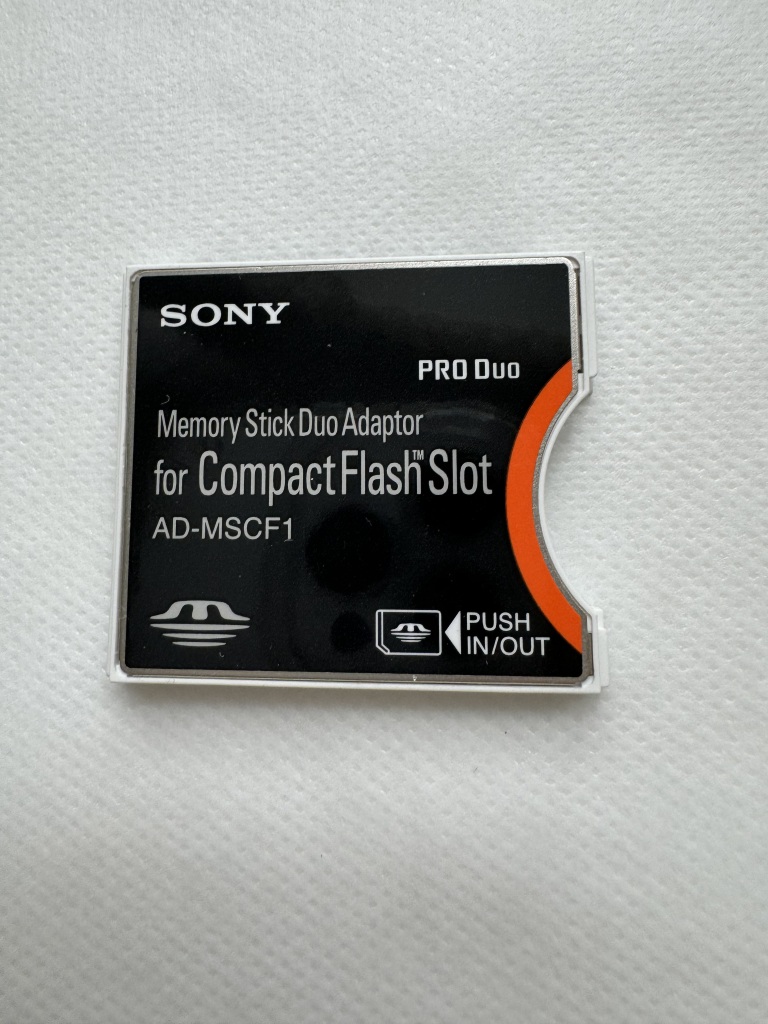 SONY
PRO Duo
Memory Stick Duo Adaptor
for CompactFlash™ Slot
AD-MSCF1
PUSH
IN/OUT